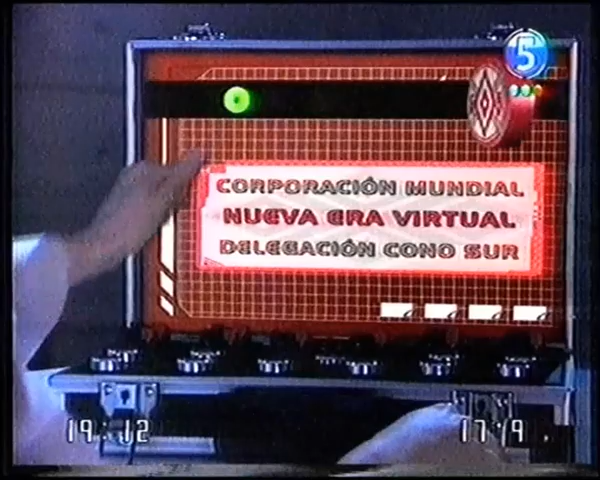 5
CORPORACIÓN MUNDIAL
NUEVA ERA VIRTUAL
DELEGACIÓN CONO SUR
19:12
17/9